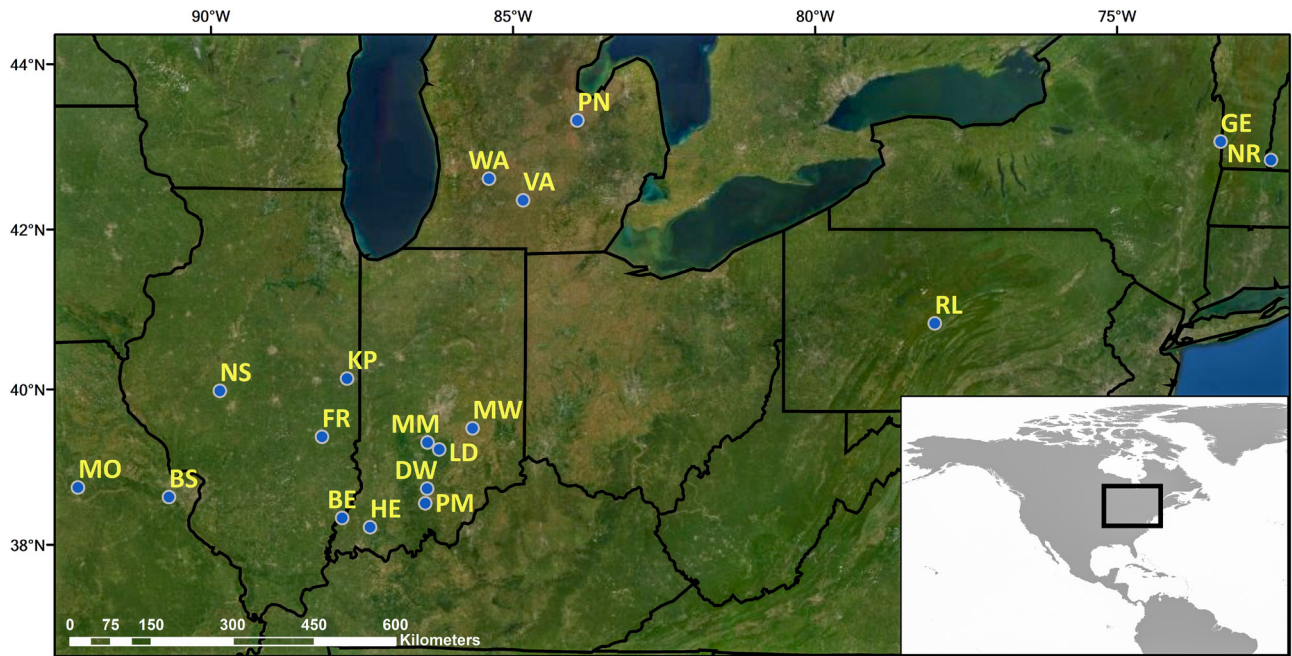 90°W 85°W 80°W 75°W
44°N
PN
GE
WA
NR
VA
42°N
RL
KP
NS
40°N
MW
FR
MM
LD
MO
DW
BS
BE
HE
PM
38°N
0 75 150 300 450 600
Kilometers